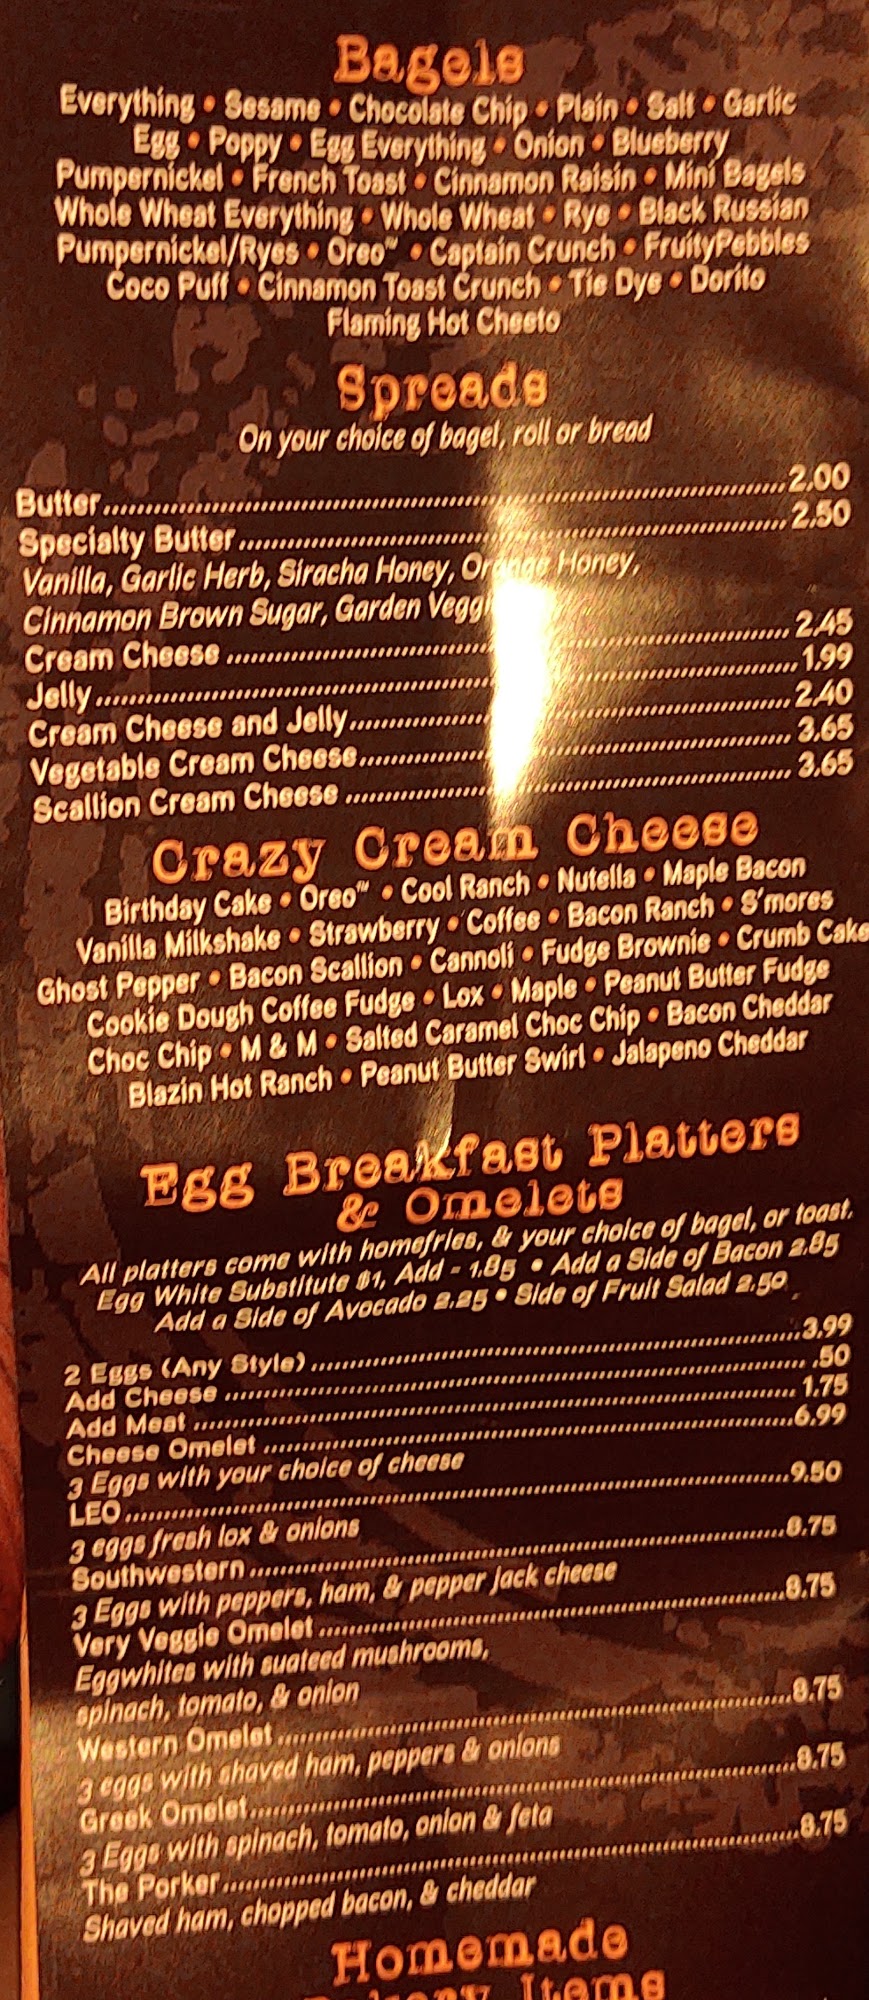 Bagels
Everything • Sesame • Chocolate Chip • Plain • Salt • Garlic
Egg • Poppy • Egg Everything • Onion • Blueberry
Pumpernickel • French Toast • Cinnamon Raisin • Mini Bagels
Whole Wheat Everything • Whole Wheat • Rye • Black Russian
Pumpernickel/Ryes • Oreo™ • Captain Crunch • FruityPebbles
Coco Puff • Cinnamon Toast Crunch • Tie Dye • Dorito
Flaming Hot Cheeto
Spreads
On your choice of bagel, roll or bread
Butter 2.00
Specialty Butter 2.50
Vanilla, Garlic Herb, Siracha Honey, Orange Honey,
Cinnamon Brown Sugar, Garden
Cream Cheese 2.45
Jelly 1.99
Cream Cheese and Jelly 2.40
Vegetable Cream Cheese 3.65
Scallion Cream Cheese 3.65
Crazy Cream Cheese
Birthday Cake • Oreo™ • Cool Ranch • Nutella • Maple Bacon
Vanilla Milkshake • Strawberry • Coffee • Bacon Ranch • S'mores
Ghost Pepper • Bacon Scallion • Cannoli • Fudge Brownie • Crumb Cake
Cookie Dough Coffee Fudge • Lox • Maple • Peanut Butter Fudge
Choc Chip • M & M • Salted Caramel Choc Chip • Bacon Cheddar
Blazin Hot Ranch • Peanut Butter Swirl • Jalapeno Cheddar
Egg Breakfast Platters
& Omelets
All platters come with homefries, & your choice of bagel, or toast.
Egg White Substitute $1, Add - 1.85 • Add a Side of Bacon 2.85
Add a Side of Avocado 2.25 • Side of Fruit Salad 2.50
2 Eggs (Any Style) 3.99
Add Cheese .50
Add Meat 1.75
Cheese Omelet 6.99
3 Eggs with your choice of cheese
LEO 9.50
3 eggs fresh lox & onions
Southwestern 8.75
3 Eggs with peppers, ham, & pepper jack cheese
Very Veggie Omelet 8.75
Eggwhites with suateed mushrooms,
spinach, tomato, & onion
Western Omelet 8.75
3 eggs with shaved ham, peppers & onions
Greek Omelet 8.75
3 Eggs with spinach, tomato, onion & feta
The Porker 8.75
Shaved ham, chopped bacon, & cheddar
Homemade
Items